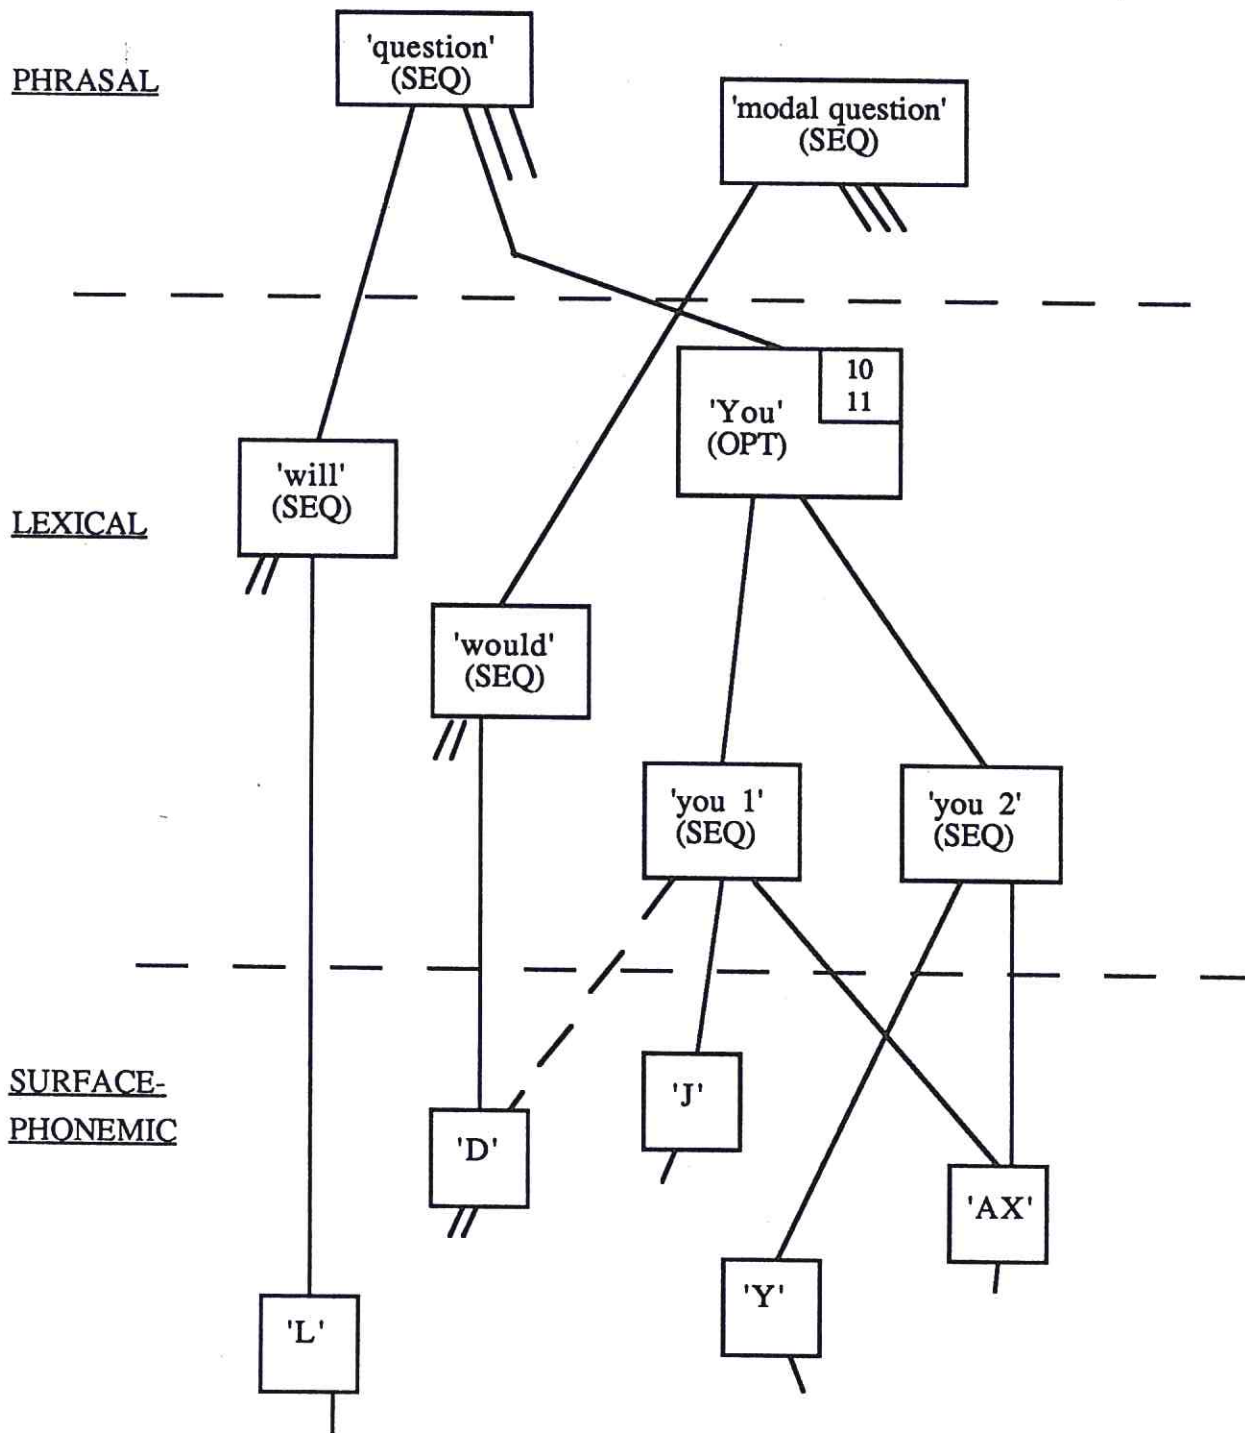 'question'
(SEQ)
PHRASAL
'modal question'
(SEQ)
10
11
'You'
(OPT)
'will'
(SEQ)
LEXICAL
'would'
(SEQ)
'you 1'
(SEQ)
'you 2'
(SEQ)
SURFACE-
PHONEMIC
'J'
'D'
'AX'
'Y'
'L'